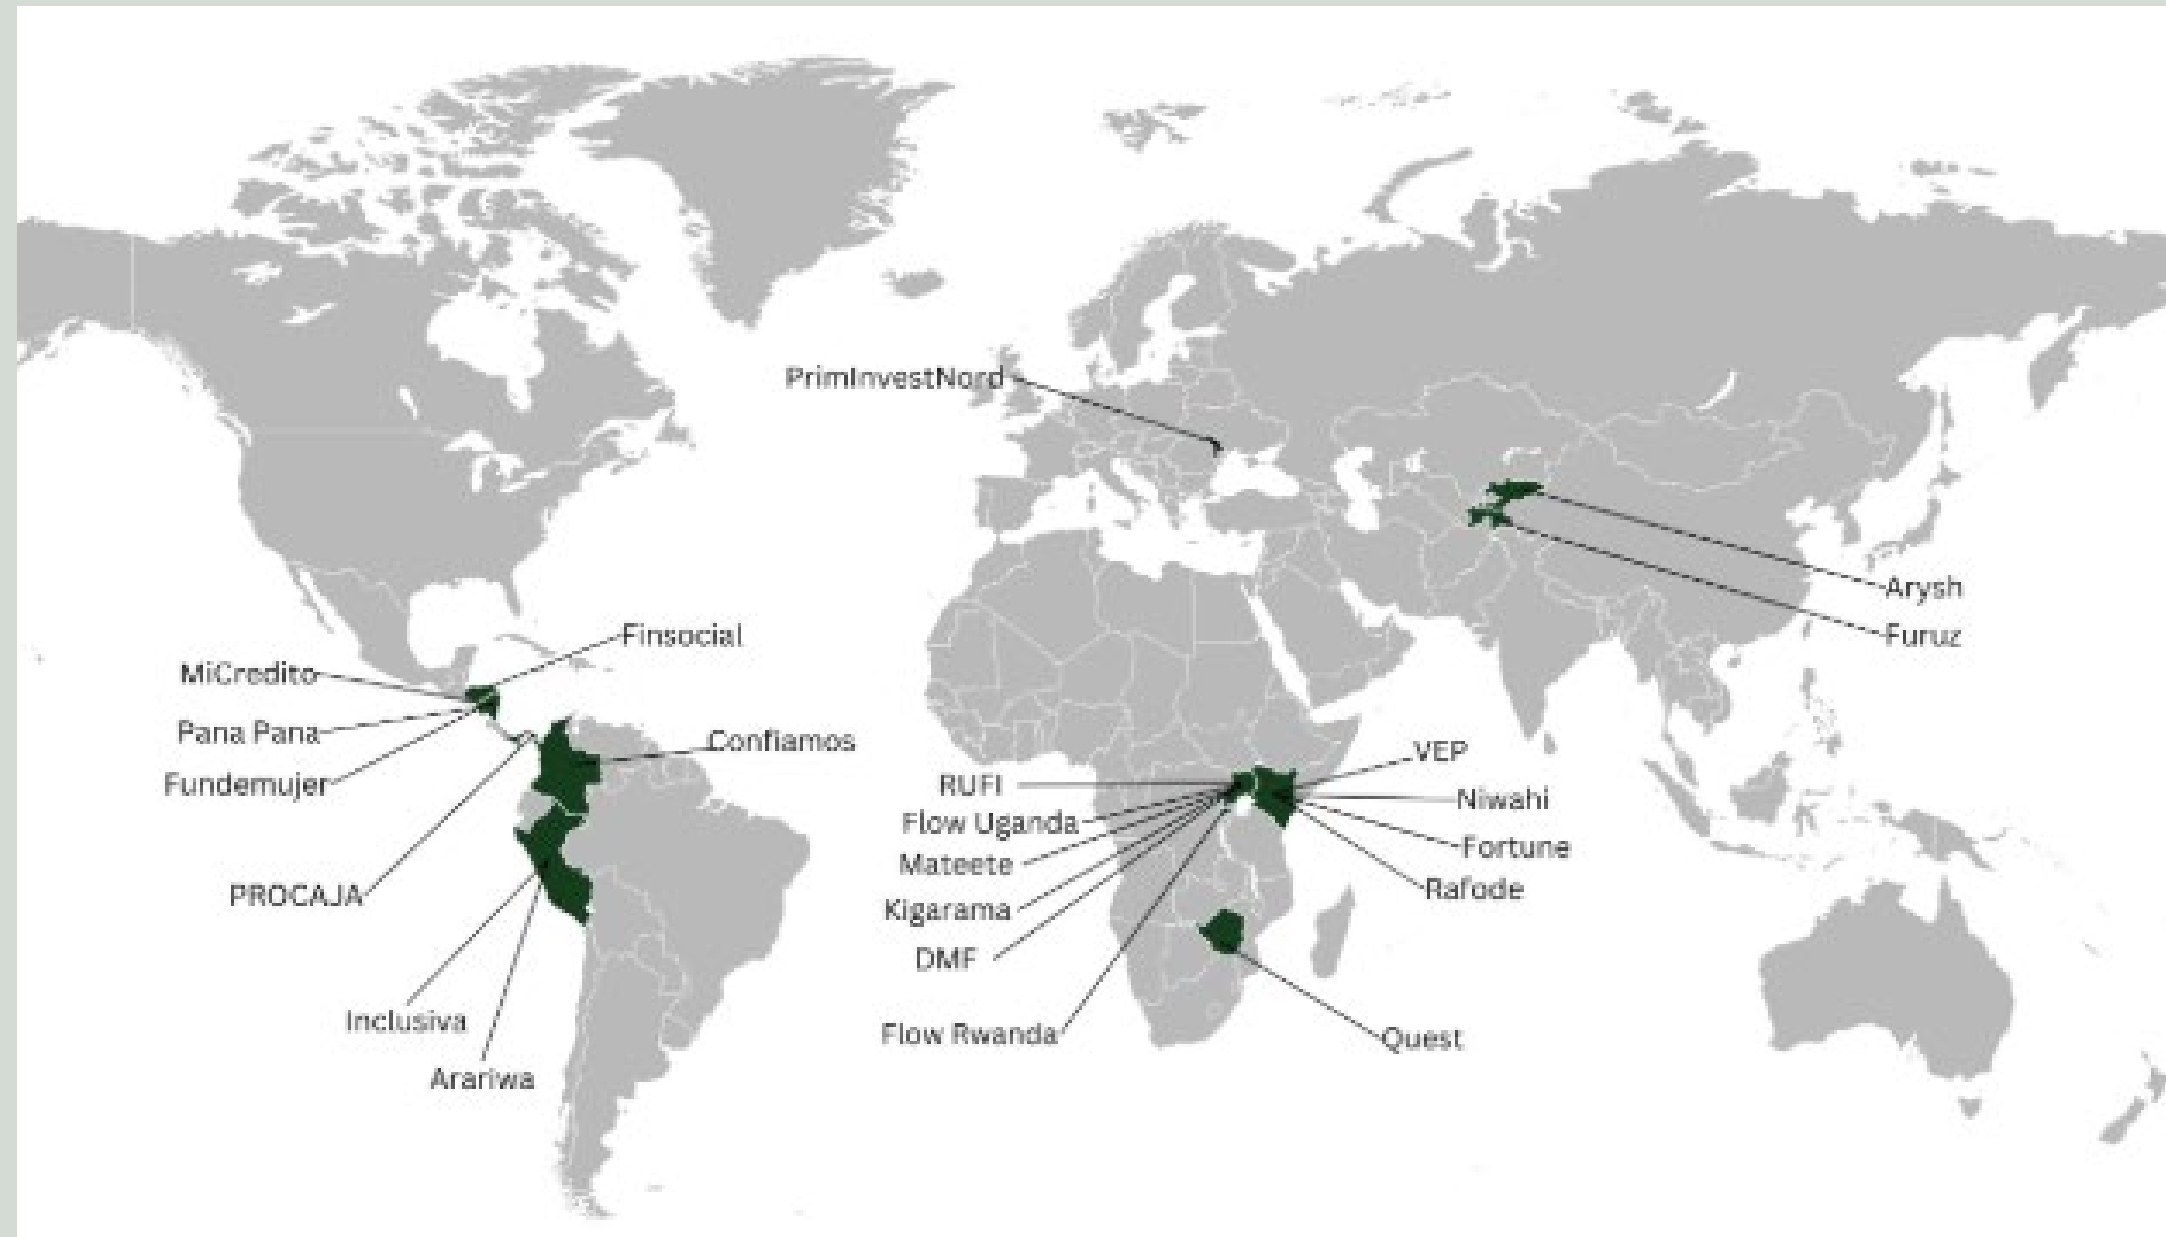 PrimInvestNord
Arysh
Furuz
Finsocial
MiCredito
Pana Pana
Fundemujer
Confiamos
PROCAJA
Inclusiva
Arariwa
RUFI
Flow Uganda
Mateete
Kigarama
DMF
Flow Rwanda
VEP
Niwahi
Fortune
Rafode
Quest